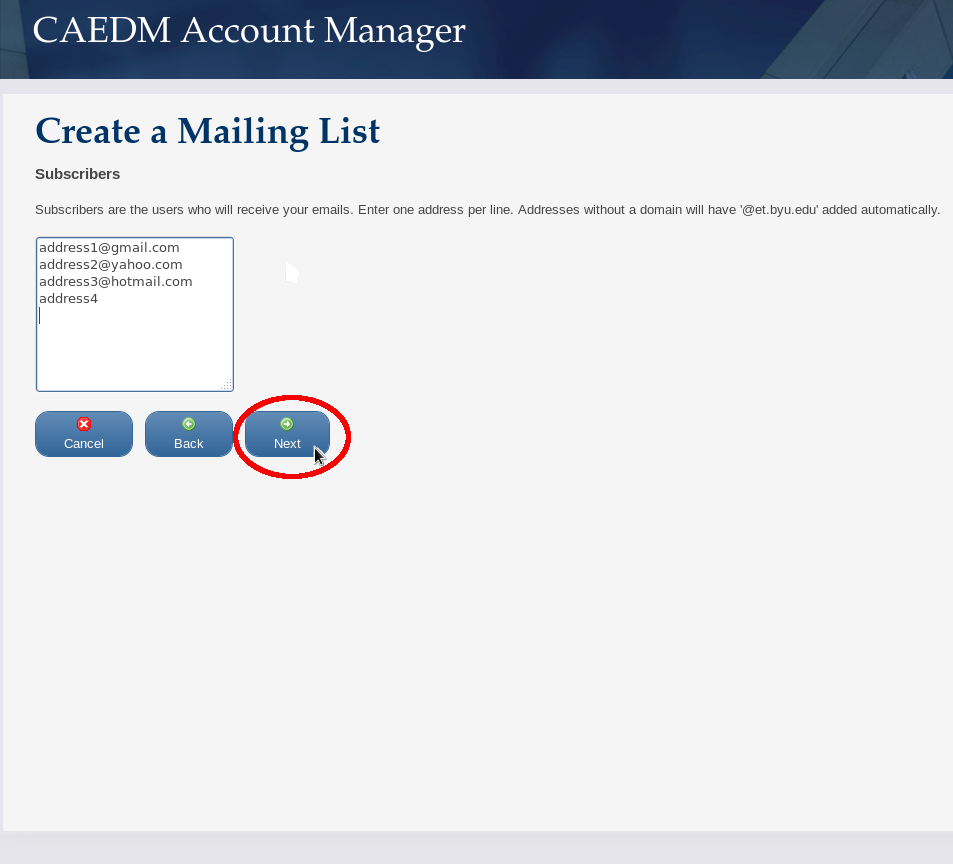 CAEDM Account Manager
Create a Mailing List
Subscribers
Subscribers are the users who will receive your emails. Enter one address per line. Addresses without a domain will have '@et.byu.edu' added automatically.
address1@gmail.com
address2@yahoo.com
address3@hotmail.com
address4
Cancel
Back
Next